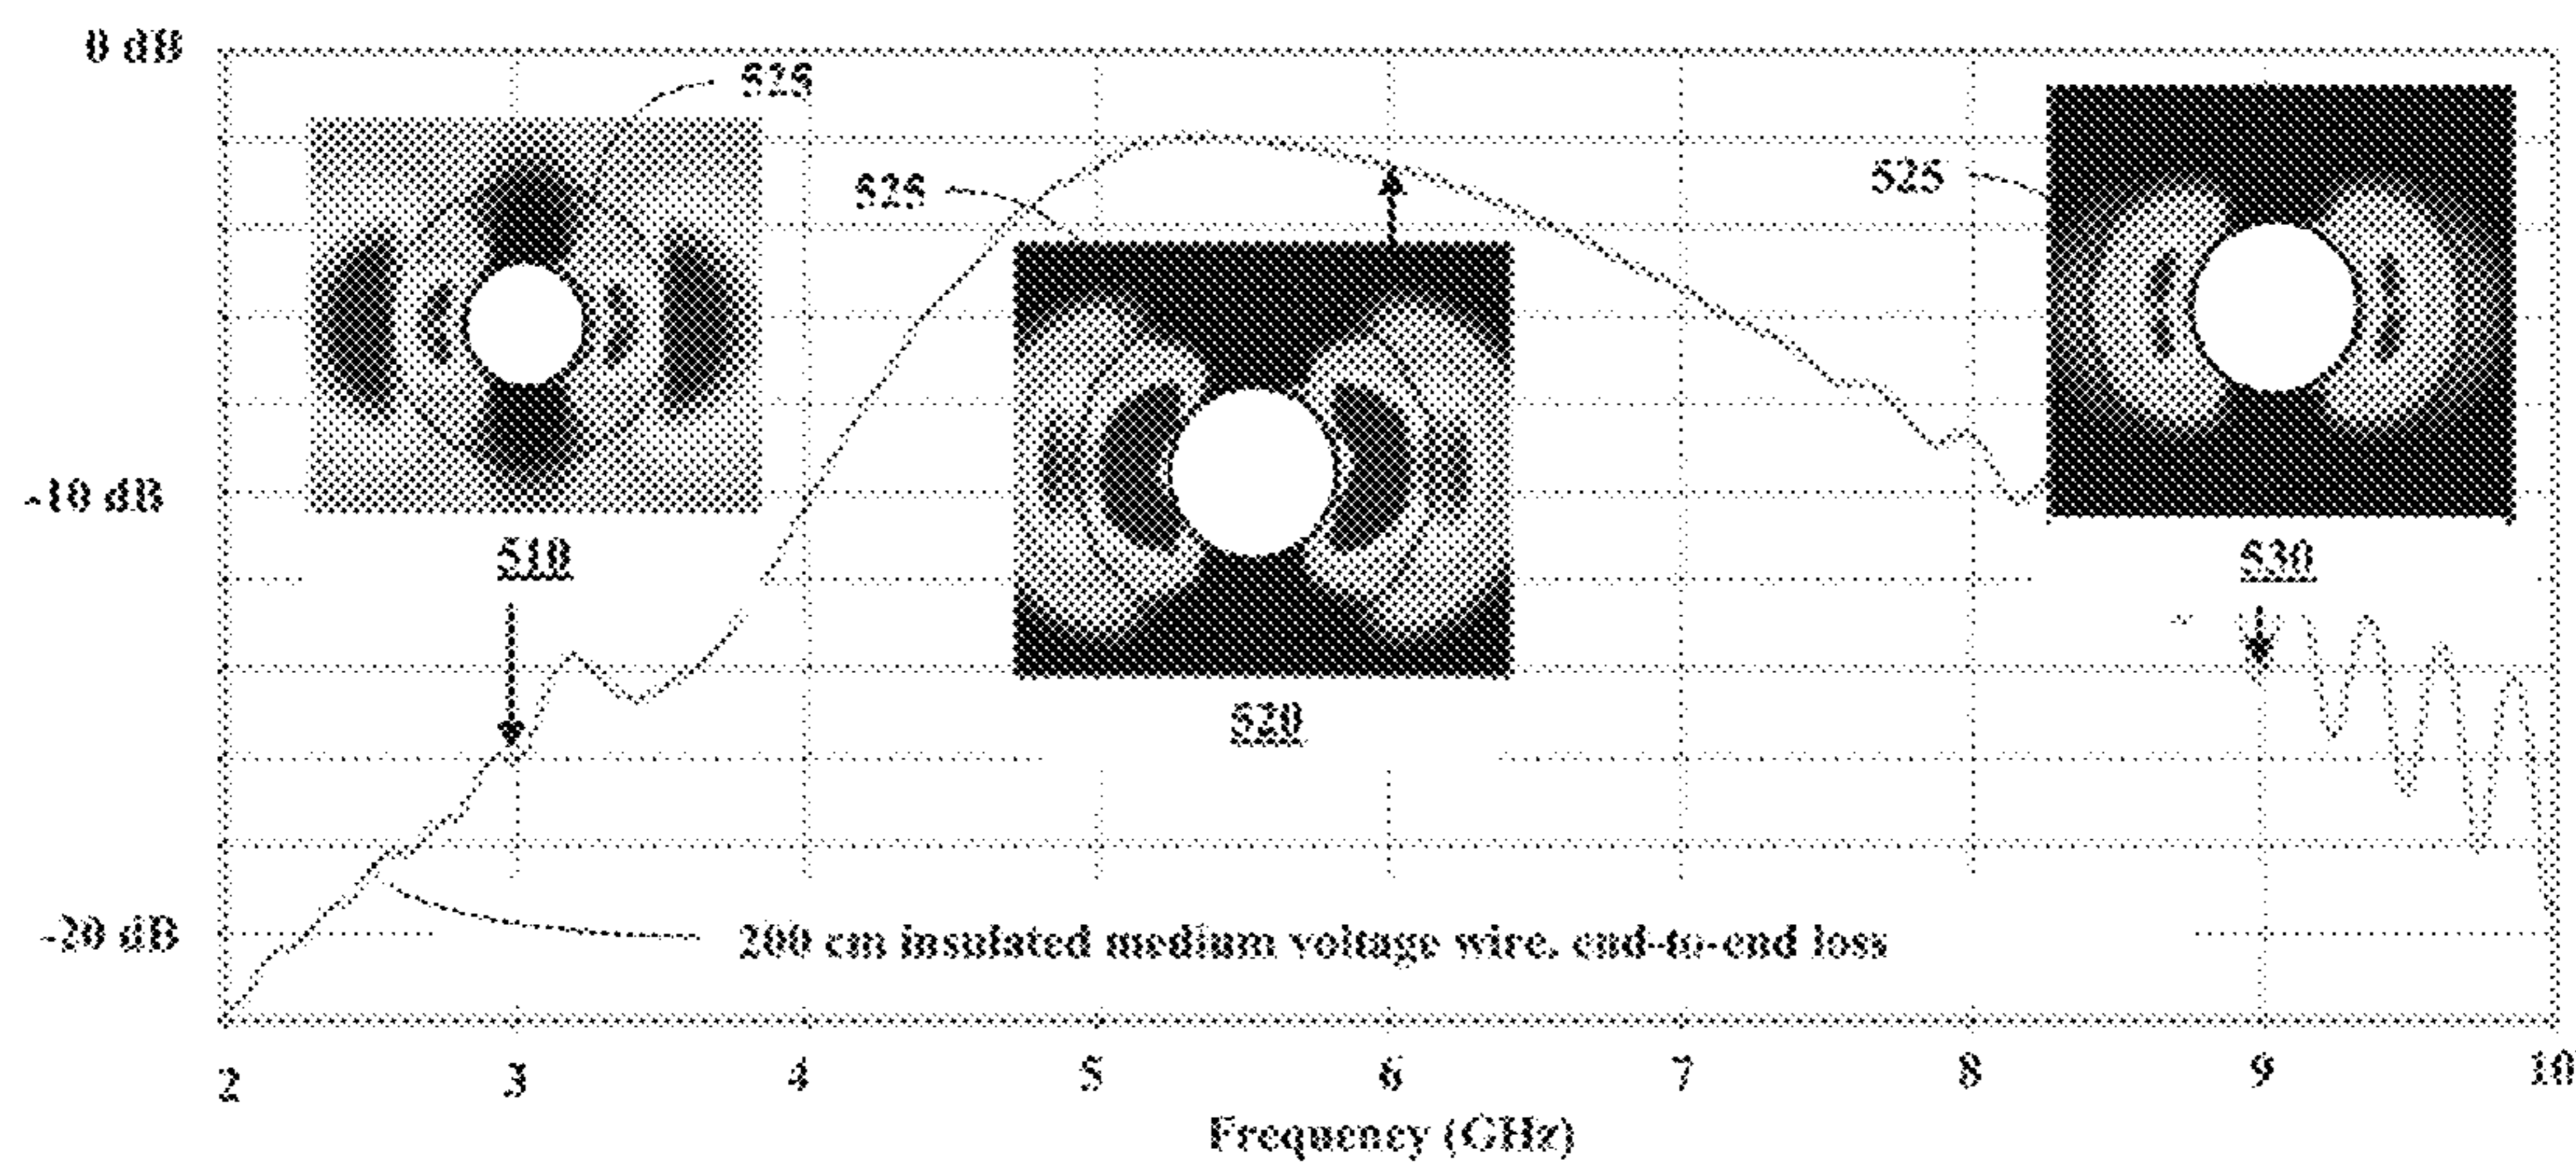 0 dB
525
525
525
-10 dB
510
530
520
-20 dB
200 cm insulated medium voltage wire, end-to-end loss
2 3 4 5 6 7 8 9 10
Frequency (GHz)